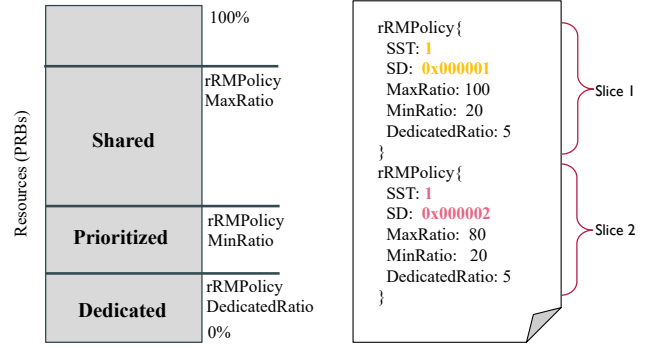 100%
rRMPolicy
MaxRatio
Shared
rRMPolicy
MinRatio
Prioritized
rRMPolicy
DedicatedRatio
Dedicated
0%
Resources (PRBs)
rRMPolicy{
SST: 1
SD: 0x000001
MaxRatio: 100
MinRatio: 20
DedicatedRatio: 5
}
rRMPolicy{
SST: 1
SD: 0x000002
MaxRatio: 80
MinRatio: 20
DedicatedRatio: 5
}
Slice 1
Slice 2